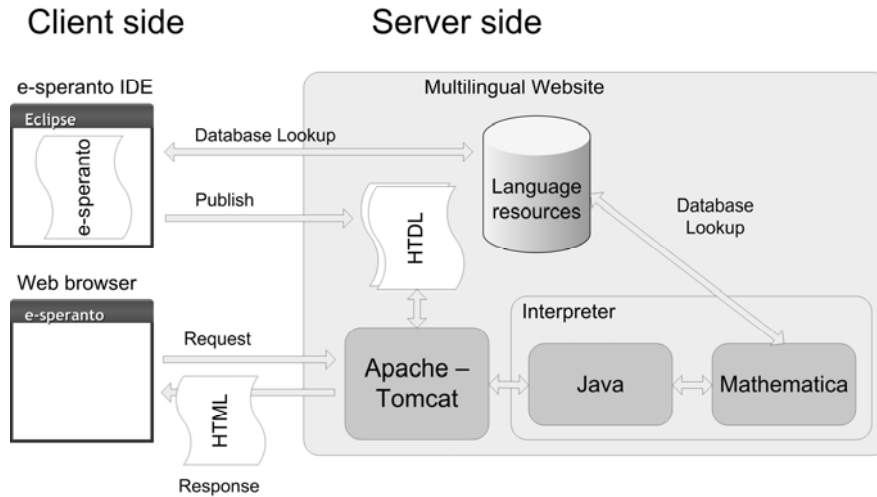 Client side
Server side
e-speranto IDE
Multilingual Website
Eclipse
e-speranto
Database Lookup
Publish
HTDL
Language
resources
Database
Lookup
Web browser
e-speranto
Request
HTML
Response
Apache –
Tomcat
Interpreter
Java
Mathematica